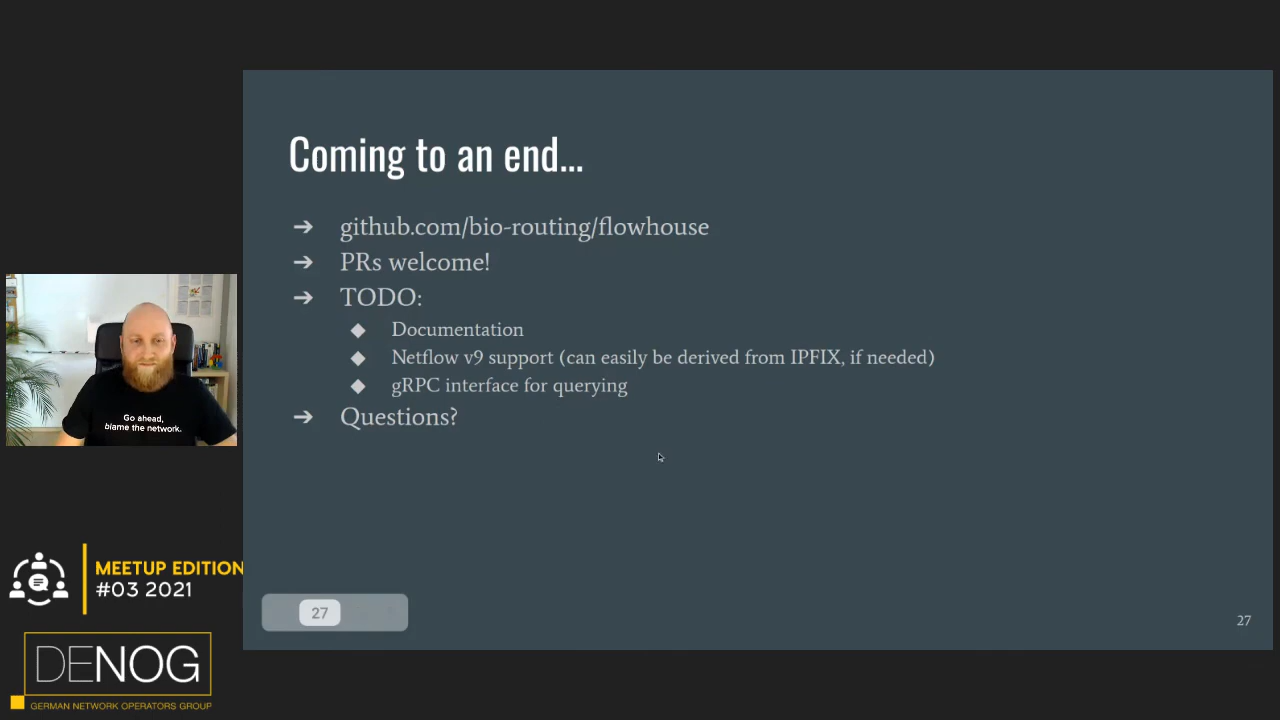 Coming to an end...
➔ github.com/bio-routing/flowhouse
➔ PRs welcome!
➔ TODO:
◆ Documentation
◆ Netflow v9 support (can easily be derived from IPFIX, if needed)
◆ gRPC interface for querying
➔ Questions?
27
27
Go ahead,
blame the network.
MEETUP EDITION
#03 2021
DENOG
GERMAN NETWORK OPERATORS GROUP